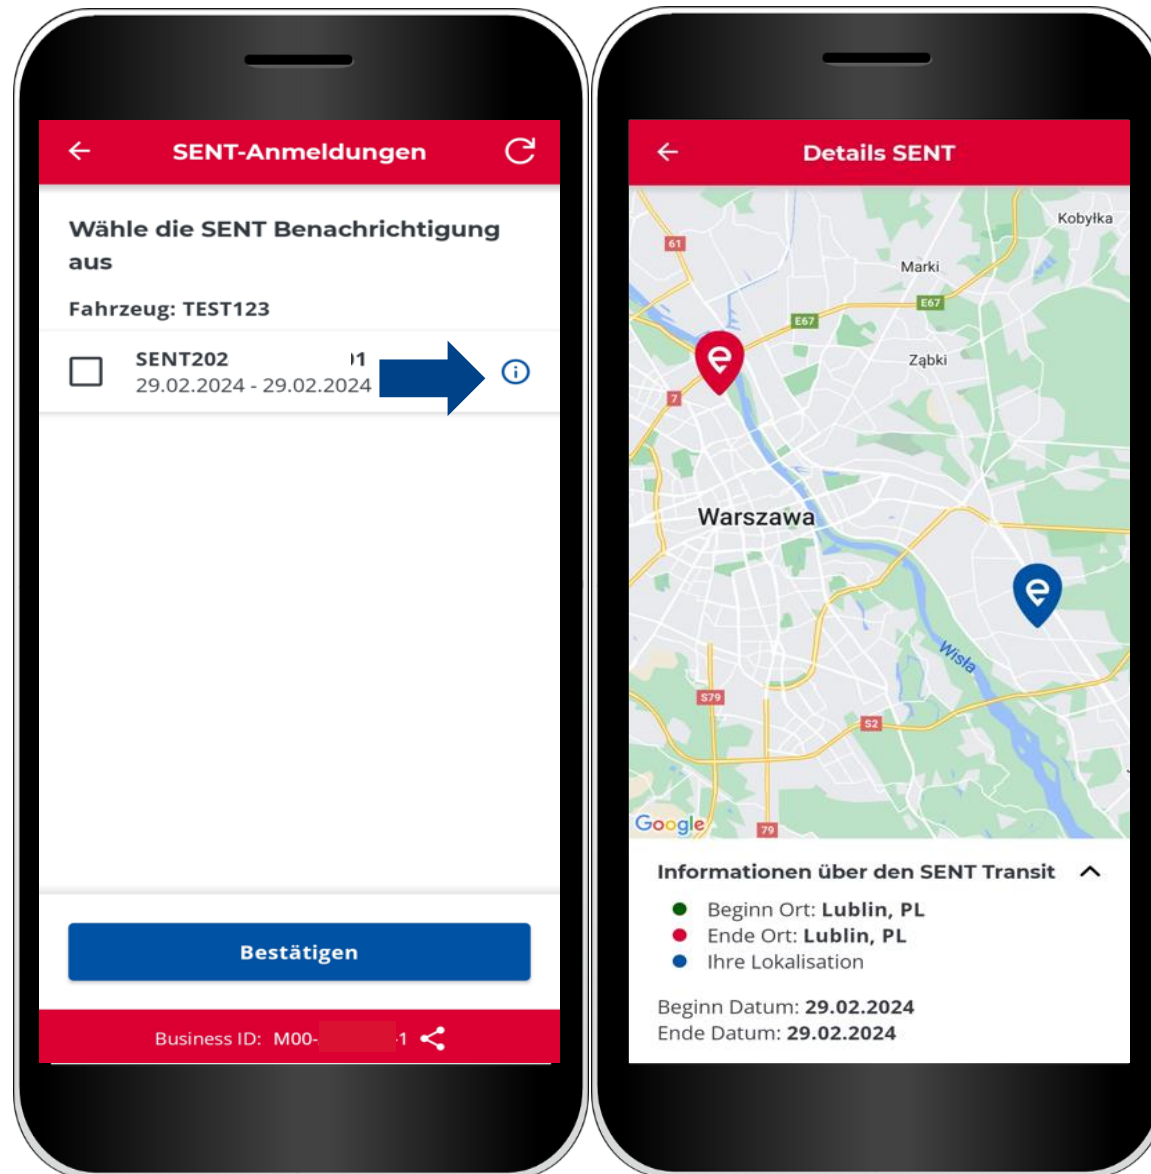 SENT-Anmeldungen
Wähle die SENT Benachrichtigung
aus
Fahrzeug: TEST123
SENT202 1
29.02.2024 - 29.02.2024
Bestätigen
Business ID: M00- -1
Details SENT
Kobyłka
61
Marki
E67
E67
Ząbki
7
Warszawa
Wisła
S79
S2
Google
79
Informationen über den SENT Transit
Beginn Ort: Lublin, PL
Ende Ort: Lublin, PL
Ihre Lokalisation
Beginn Datum: 29.02.2024
Ende Datum: 29.02.2024